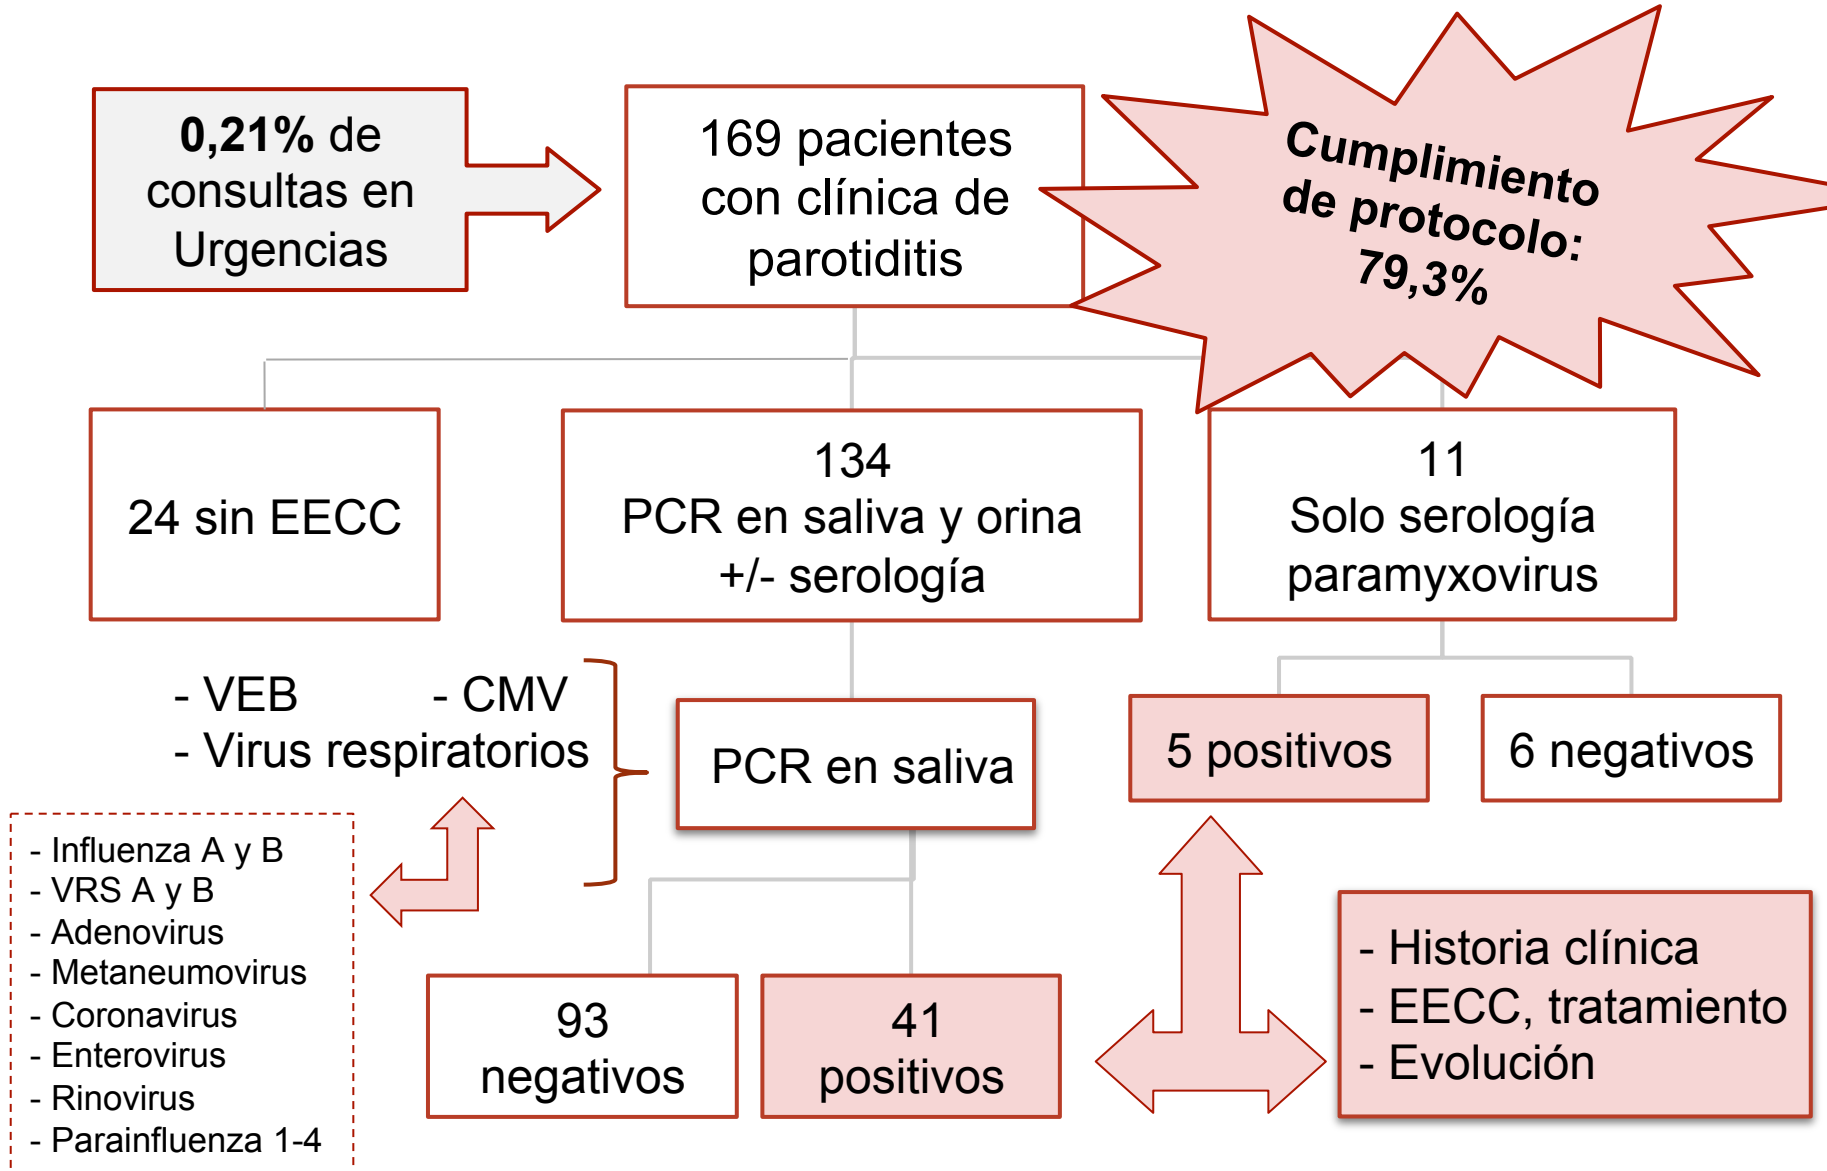 0,21% de
consultas en
Urgencias
169 pacientes
con clínica de
parotiditis
Cumplimiento
de protocolo:
79,3%
24 sin EECC
134
PCR en saliva y orina
+/- serología
11
Solo serología
paramyxovirus
- VEB - CMV
- Virus respiratorios
PCR en saliva
5 positivos
6 negativos
- Influenza A y B
- VRS A y B
- Adenovirus
- Metaneumovirus
- Coronavirus
- Enterovirus
- Rinovirus
- Parainfluenza 1-4
93
negativos
41
positivos
- Historia clínica
- EECC, tratamiento
- Evolución